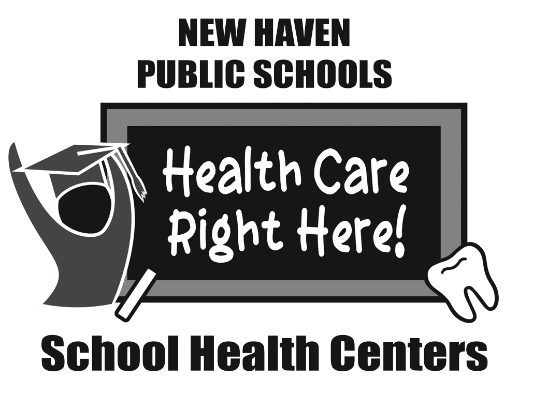 NEW HAVEN
PUBLIC SCHOOLS
Health Care
Right Here!
School Health Centers